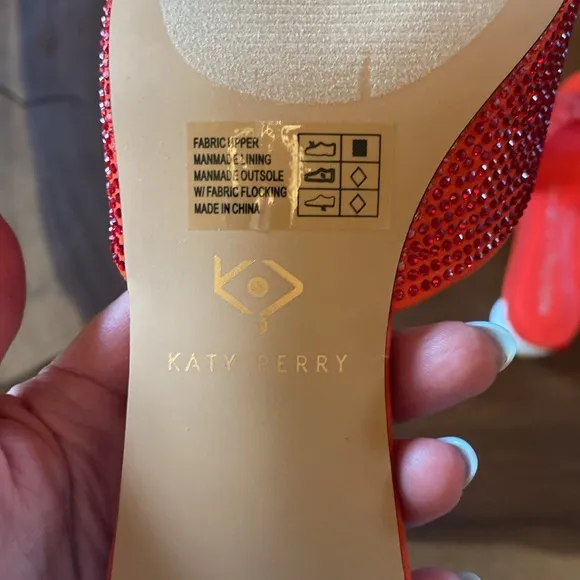 FABRIC UPPER
MANMADE LINING
MANMADE OUTSOLE
W/ FABRIC FLOCKING
MADE IN CHINA
KATY PERRY